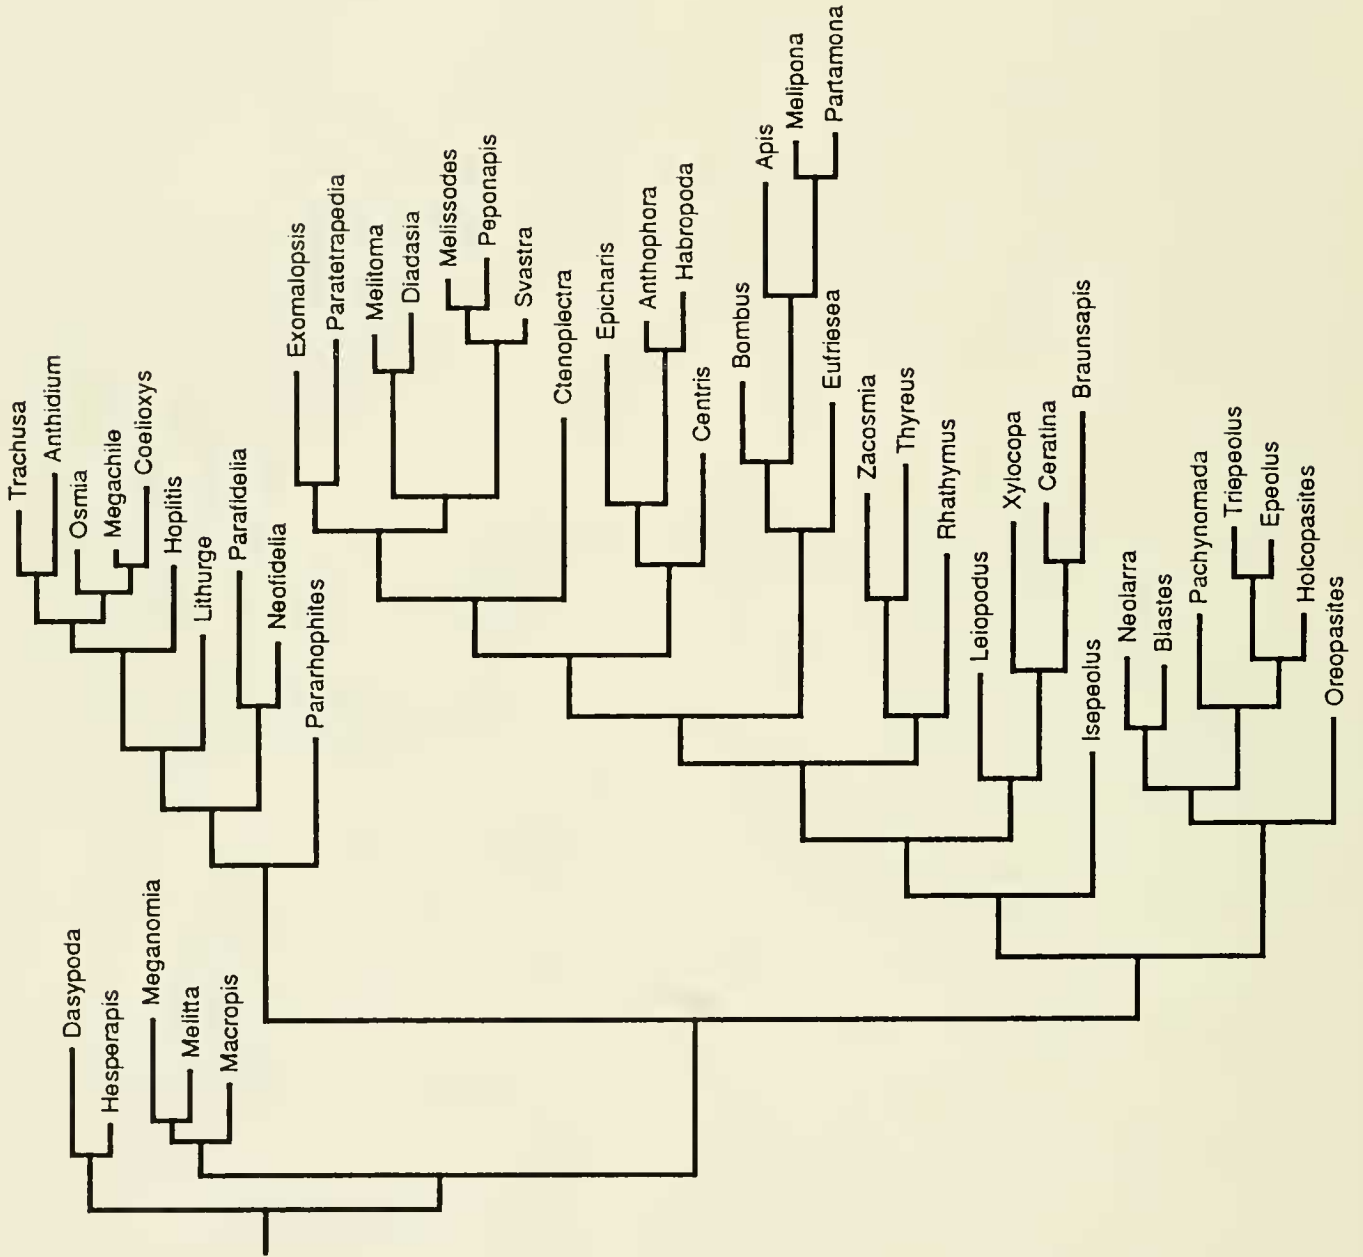 Trachusa
Anthidium
Osmia
Megachile
Coelioxys
Hoplitis
Lithurge
Parafidelia
Neofidelia
Pararhophites
Dasypoda
Hesperapis
Meganomia
Melitta
Macropis
Exomalopsis
Paratetrapedia
Melitoma
Diadasia
Melissodes
Peponapis
Svastra
Ctenoplectra
Epicharis
Anthophora
Habropoda
Centris
Bombus
Apis
Melipona
Partamona
Eufriesea
Zacosmia
Thyreus
Rhathymus
Leiopodus
Xylocopa
Ceratina
Braunsapis
Isepeolus
Neolarra
Blastes
Pachynomada
Triepeolus
Epeolus
Holcopasites
Oreopasites